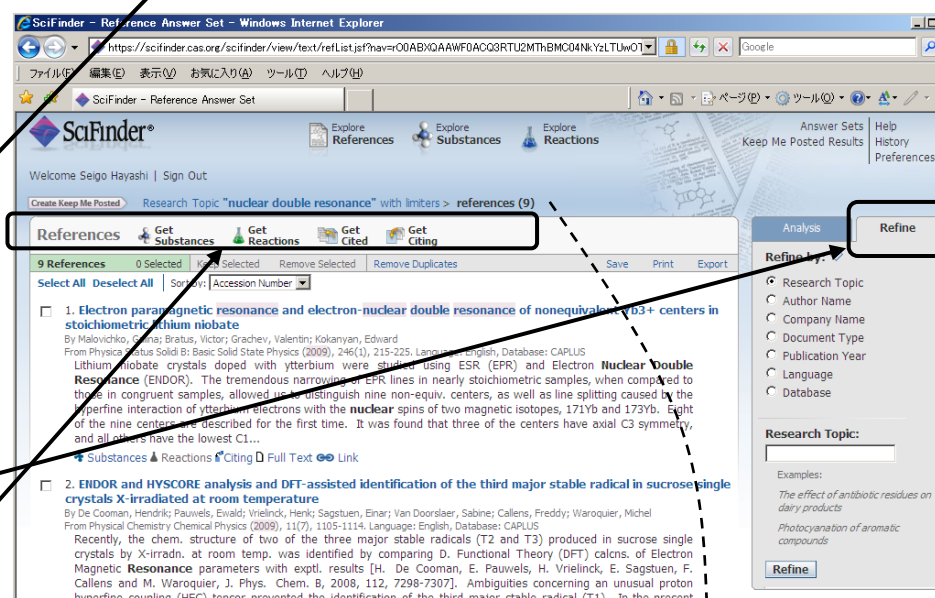 SciFinder - Reference Answer Set - Windows Internet Explorer
https://scifinder.cas.org/scifinder/view/text/refList.jsf?nav=
Google
ファイル(F) 編集(E) 表示(V) お気に入り(A) ツール(T) ヘルプ(H)
SciFinder - Reference Answer Set
ページ(P) ツール(O)
SciFinder®
Explore References
Explore Substances
Explore Reactions
Answer Sets
Keep Me Posted Results
Help
History
Preferences
Welcome Seigo Hayashi | Sign Out
Create Keep Me Posted Research Topic "nuclear double resonance" with limiters > references (9)
References
Get Substances
Get Reactions
Get Cited
Get Citing
Analysis
Refine
9 References 0 Selected Keep Selected Remove Selected Remove Duplicates Save Print Export
Select All Deselect All Sort by: Accession Number
1. Electron paramagnetic resonance and electron-nuclear double resonance of nonequivalent Yb3+ centers in
stoichiometric lithium niobate
By Malovichko, Galina; Bratus, Victor; Grachev, Valentin; Kokanyan, Edward
From Physica Status Solidi B: Basic Solid State Physics (2009), 246(1), 215-225. Language: English, Database: CAPLUS
Lithium niobate crystals doped with ytterbium were studied using ESR (EPR) and Electron Nuclear Double
Resonance (ENDOR). The tremendous narrowing of EPR lines in nearly stoichiometric samples, when compared to
those in congruent samples, allowed us to distinguish nine non-equiv. centers, as well as line splitting caused by the
hyperfine interaction of ytterbium electrons with the nuclear spins of two magnetic isotopes, 171Yb and 173Yb. Eight
of the nine centers are described for the first time. It was found that three of the centers have axial C3 symmetry,
and all others have the lowest C1...
Substances Reactions Citing Full Text Link
2. ENDOR and HYSCORE analysis and DFT-assisted identification of the third major stable radical in sucrose single
crystals X-irradiated at room temperature
By De Cooman, Hendrik; Pauwels, Ewald; Vrielinck, Henk; Sagstuen, Einar; Van Doorslaer, Sabine; Callens, Freddy; Waroquier, Michel
From Physical Chemistry Chemical Physics (2009), 11(7), 1105-1114. Language: English, Database: CAPLUS
Recently, the chem. structure of two of the three major stable radicals (T2 and T3) produced in sucrose single
crystals by X-irradn. at room temp. was identified by comparing D. Functional Theory (DFT) calcns. of Electron
Magnetic Resonance parameters with exptl. results [H. De Cooman, E. Pauwels, H. Vrielinck, E. Sagstuen, F.
Callens and M. Waroquier, J. Phys. Chem. B, 2008, 112, 7298-7307]. Ambiguities concerning an unusual proton
hyperfine coupling (HFC) tensor prevented the identification of the third major stable radical (T1). In the present
Refine by:
Research Topic
Author Name
Company Name
Document Type
Publication Year
Language
Database
Research Topic:
Examples:
The effect of antibiotic residues on
dairy products
Photocyanation of aromatic
compounds
Refine